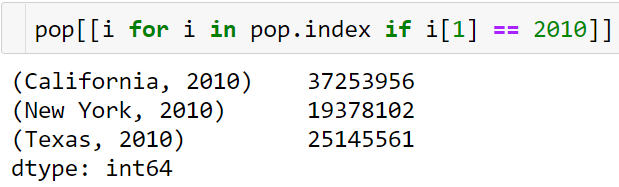 pop[[i for i in pop.index if i[1] == 2010]]
(California, 2010)    37253956
(New York, 2010)      19378102
(Texas, 2010)         25145561
dtype: int64